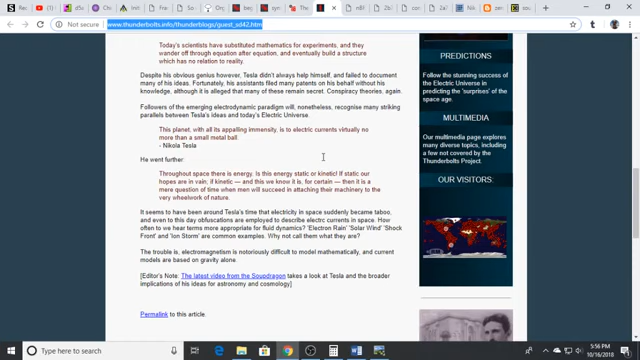 Not secure
www.thunderbolts.info/thunderblogs/guest_sd42.htm
Today's scientists have substituted mathematics for experiments, and they
wander off through equation after equation, and eventually build a structure
which has no relation to reality.
Despite his obvious genius however, Tesla didn't always help himself, and failed to document
many of his ideas. Fortunately, his assistants filed many patents on his behalf without his
knowledge, although it is alleged that many of these remain secret. Conspiracy theories, again.
Followers of the emerging electrodynamic paradigm will, nonetheless, recognise many striking
parallels between Tesla's ideas and today's Electric Universe.
This planet, with all its appalling immensity, is to electric currents virtually no
more than a small metal ball.
- Nikola Tesla
He went further:
Throughout space there is energy. Is this energy static or kinetic! If static our
hopes are in vain; if kinetic — and this we know it is, for certain — then it is a
mere question of time when men will succeed in attaching their machinery to the
very wheelwork of nature.
It seems to have been around Tesla's time that electricity in space suddenly became taboo,
and even to this day obfuscations are employed to describe electrc currents in space. How
often to we hear terms more appropriate for fluid dynamics? 'Electron Rain' 'Solar Wind' 'Shock
Front' and 'Ion Storm' are common examples. Why not call them what they are?
The trouble is, electromagnetism is notoriously difficult to model mathematically, and current
models are based on gravity alone.
[Editor's Note: The latest video from the Soupdragon takes a look at Tesla and the broader
implications of his ideas for astronomy and cosmology]
Permalink to this article.
PREDICTIONS
Follow the stunning success of
the Electric Universe in
predicting the 'surprises' of the
space age.
MULTIMEDIA
Our multimedia page explores
many diverse topics, including
a few not covered by the
Thunderbolts Project.
OUR VISITORS:
Type here to search
5:56 PM
10/16/2018